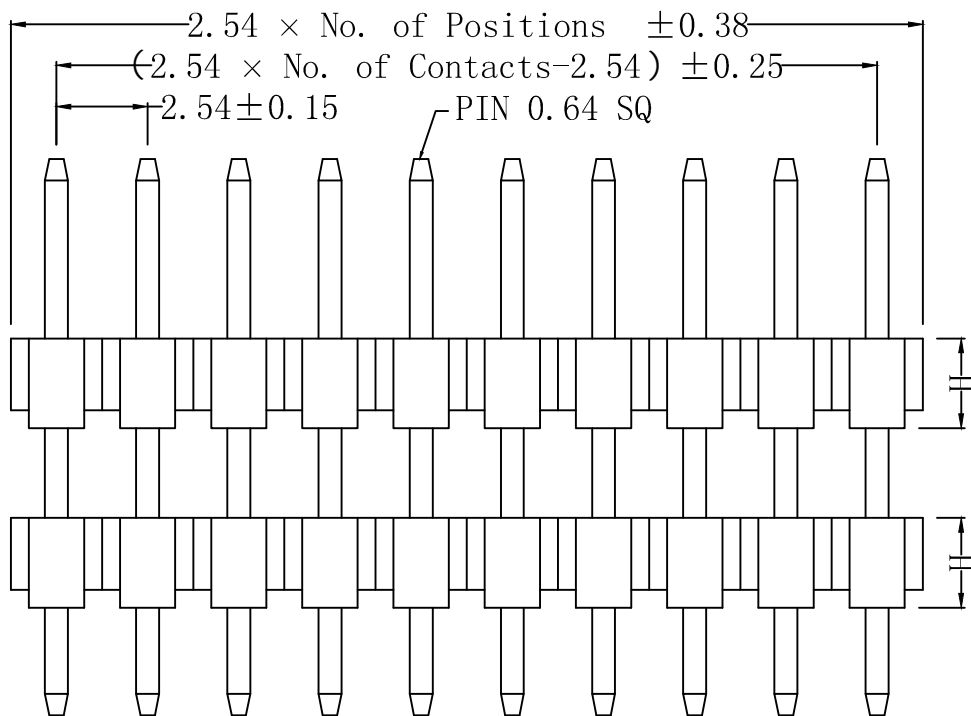 2.54 × No. of Positions ±0.38
(2.54 × No. of Contacts-2.54) ±0.25
2.54±0.15
PIN 0.64 SQ
H
H